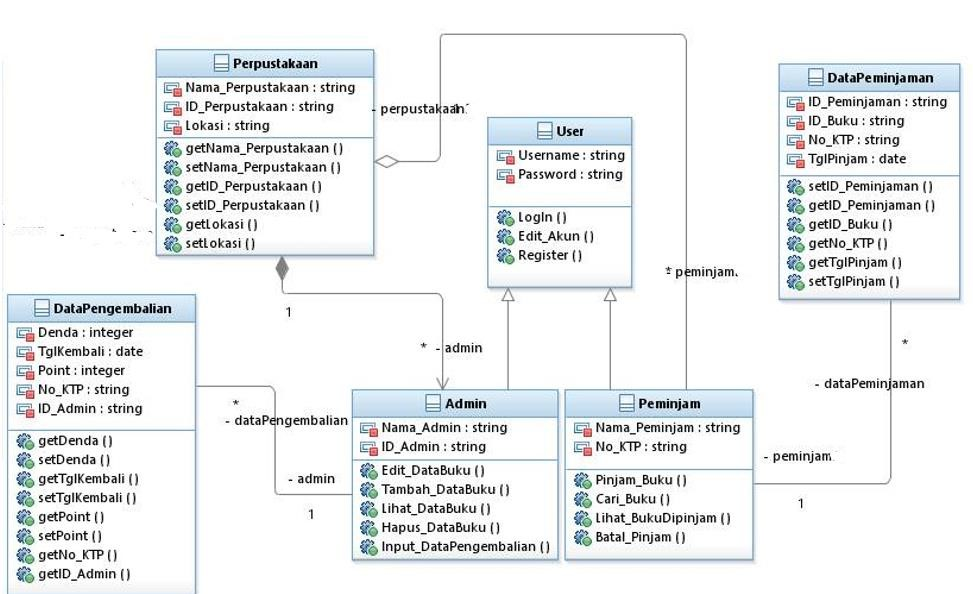 Perpustakaan
Nama_Perpustakaan : string
ID_Perpustakaan : string
Lokasi : string
getNama_Perpustakaan ()
setNama_Perpustakaan ()
getID_Perpustakaan ()
setID_Perpustakaan ()
getLokasi ()
setLokasi ()
- perpustakaan
User
Username : string
Password : string
LogIn ()
Edit_Akun ()
Register ()
DataPeminjaman
ID_Peminjaman : string
ID_Buku : string
No_KTP : string
TglPinjam : date
setID_Peminjaman ()
getID_Peminjaman ()
getID_Buku ()
getNo_KTP ()
getTglPinjam ()
setTglPinjam ()
* peminjam
1
* - admin
*
- dataPeminjaman
DataPengembalian
Denda : integer
TglKembali : date
Point : integer
No_KTP : string
ID_Admin : string
getDenda ()
setDenda ()
getTglKembali ()
setTglKembali ()
getPoint ()
setPoint ()
getNo_KTP ()
getID_Admin ()
*
- dataPengembalian
- admin
1
Admin
Nama_Admin : string
ID_Admin : string
Edit_DataBuku ()
Tambah_DataBuku ()
Lihat_DataBuku ()
Hapus_DataBuku ()
Input_DataPengembalian ()
Peminjam
Nama_Peminjam : string
No_KTP : string
Pinjam_Buku ()
Cari_Buku ()
Lihat_BukuDipinjam ()
Batal_Pinjam ()
- peminjam
1